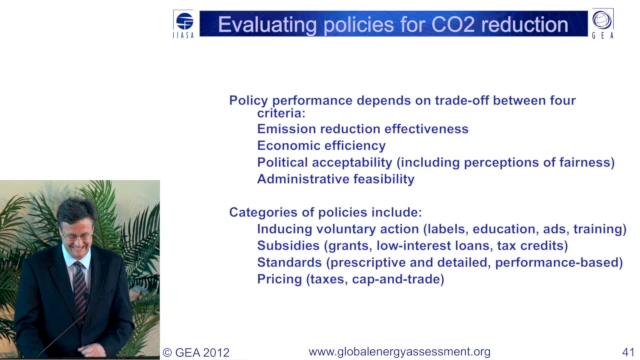 Evaluating policies for CO2 reduction
IIASA
GEA
Policy performance depends on trade-off between four
criteria:
Emission reduction effectiveness
Economic efficiency
Political acceptability (including perceptions of fairness)
Administrative feasibility
Categories of policies include:
Inducing voluntary action (labels, education, ads, training)
Subsidies (grants, low-interest loans, tax credits)
Standards (prescriptive and detailed, performance-based)
Pricing (taxes, cap-and-trade)
© GEA 2012 www.globalenergyassessment.org 41